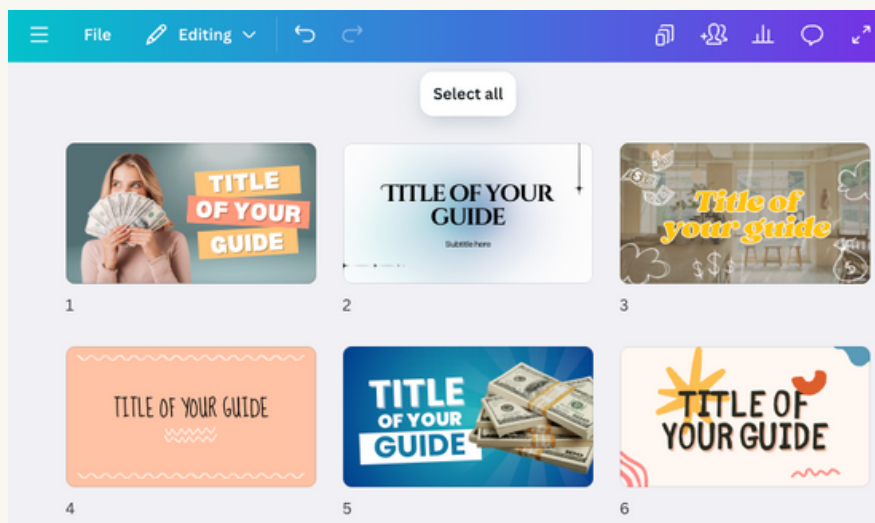 File Editing
Select all
TITLE
OF YOUR
GUIDE
TITLE OF YOUR
GUIDE
Subtitle here
Title of
your guide
$
$ $ $
$
1
2
3
TITLE OF YOUR GUIDE
TITLE
OF YOUR
GUIDE
TITLE OF
YOUR GUIDE
4
5
6